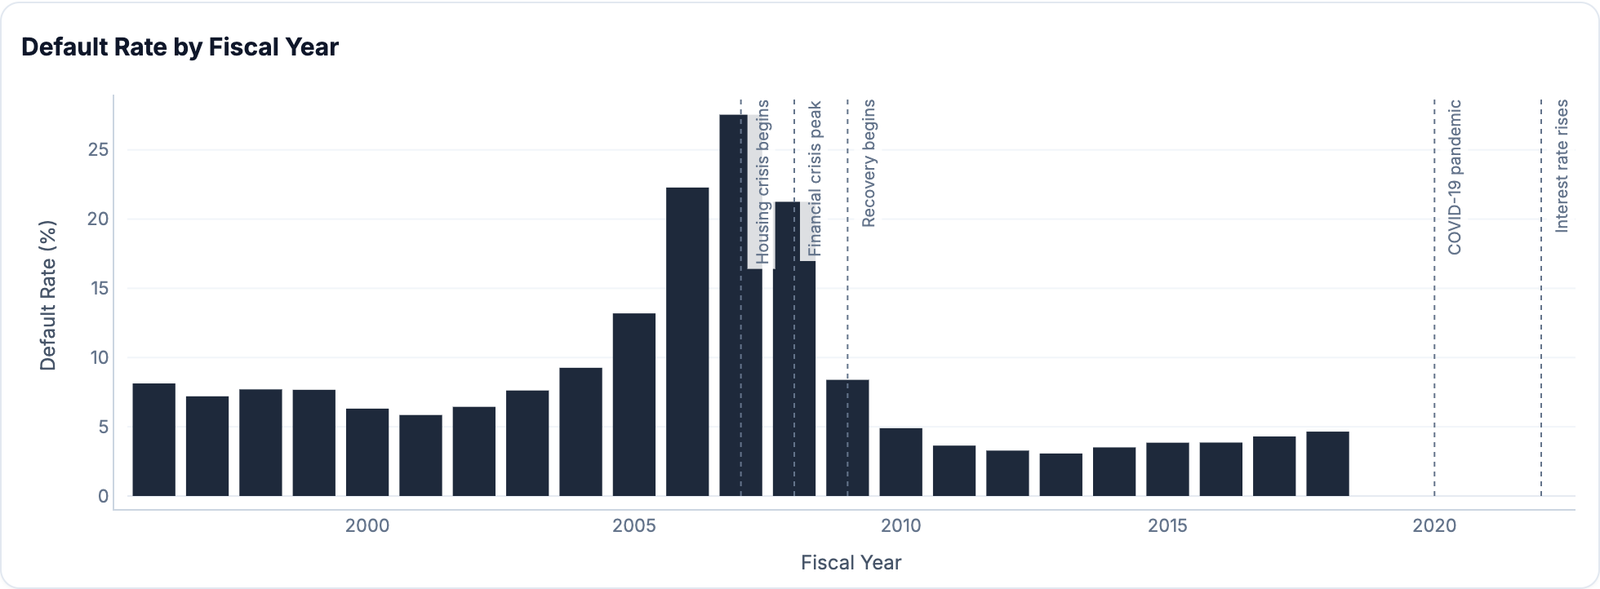 Default Rate by Fiscal Year
Default Rate (%)
25
20
15
10
5
0
Housing crisis begins
Financial crisis peak
Recovery begins
COVID-19 pandemic
Interest rate rises
2000
2005
2010
2015
2020
Fiscal Year